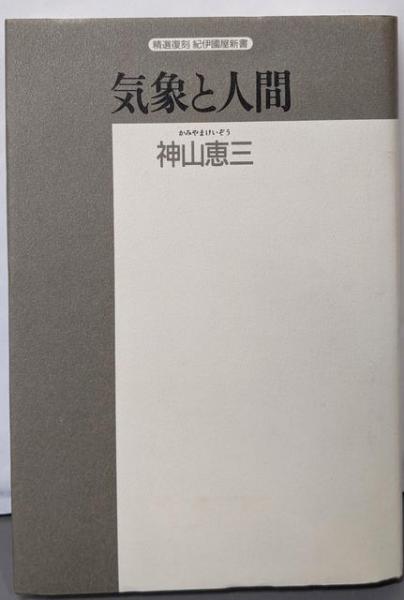 精選復刻 紀伊國屋新書
気象と人間
かみやまけいぞう
神山恵三